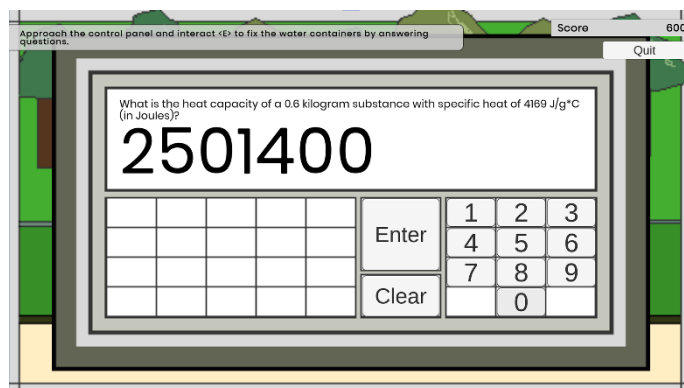 Approach the control panel and interact <E> to fix the water containers by answering
questions.
Score 600
Quit
What is the heat capacity of a 0.6 kilogram substance with specific heat of 4169 J/g*C
(in Joules)?
2501400
Enter
Clear
1 2 3
4 5 6
7 8 9
0